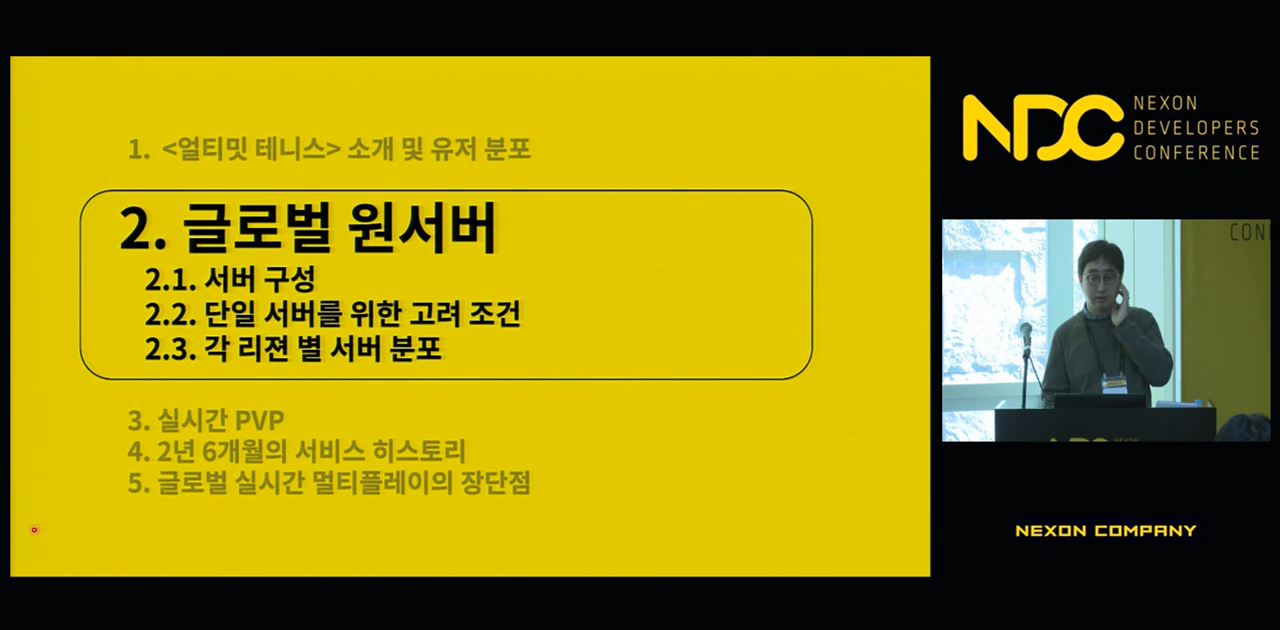 1. <얼티밋 테니스> 소개 및 유저 분포
2. 글로벌 원서버
2.1. 서버 구성
2.2. 단일 서버를 위한 고려 조건
2.3. 각 리젼 별 서버 분포
3. 실시간 PVP
4. 2년 6개월의 서비스 히스토리
5. 글로벌 실시간 멀티플레이의 장단점
NDC
NEXON
DEVELOPERS
CONFERENCE
CON
NDC
NEXON COMPANY